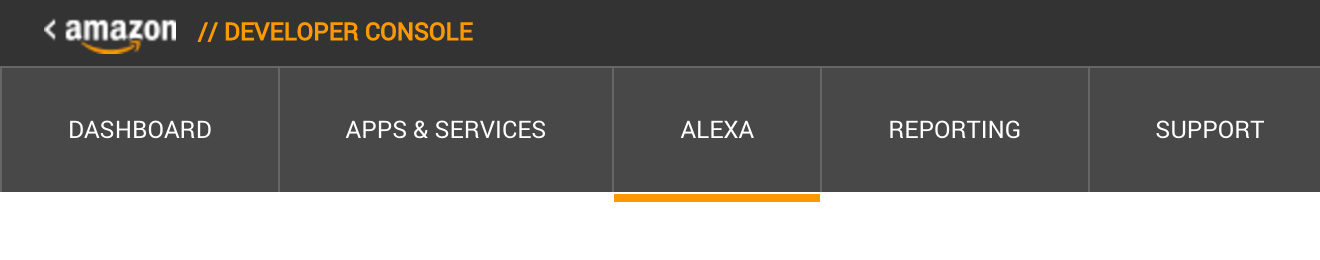 < amazon // DEVELOPER CONSOLE
DASHBOARD APPS & SERVICES ALEXA REPORTING SUPPORT